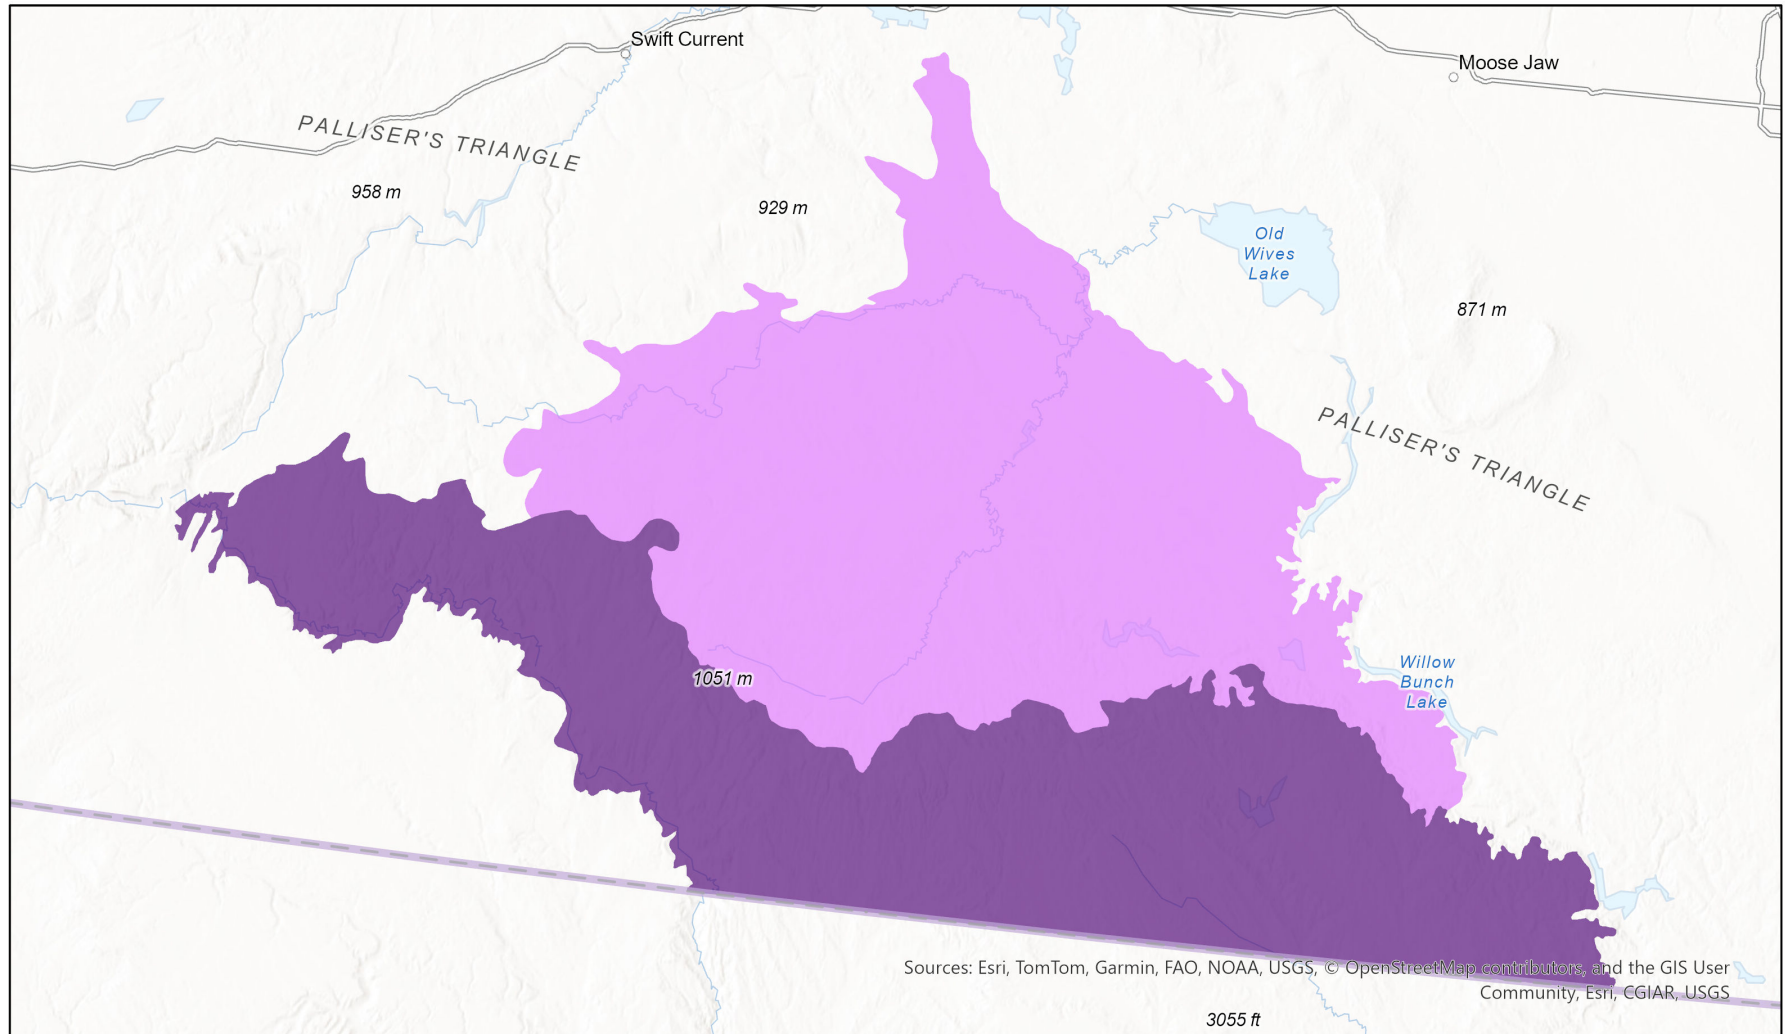 Swift Current
Moose Jaw
PALLISER'S TRIANGLE
958 m
929 m
Old
Wives
Lake
871 m
PALLISER'S TRIANGLE
Willow
Bunch
Lake
1051 m
Sources: Esri, TomTom, Garmin, FAO, NOAA, USGS, © OpenStreetMap contributors, and the GIS User
Community, Esri, CGIAR, USGS
3055 ft